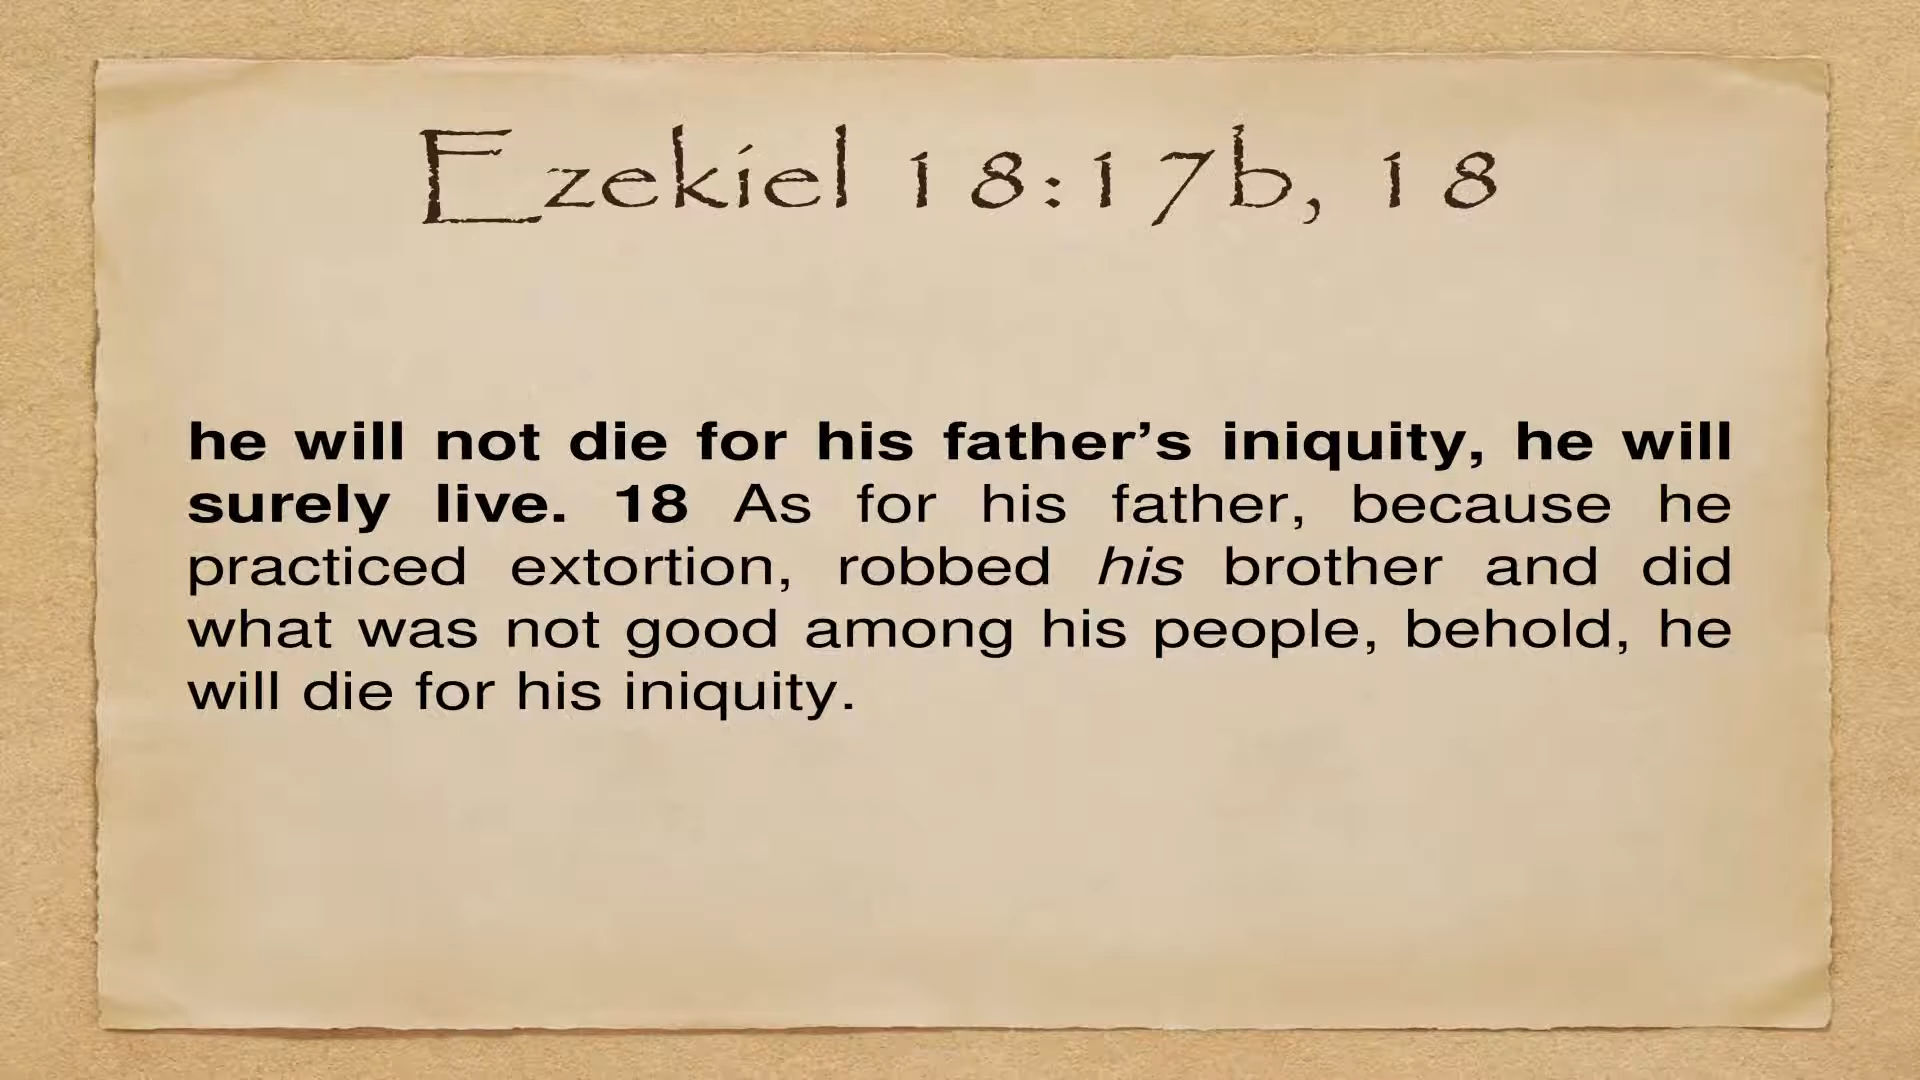 Ezekiel 18:17b, 18
he will not die for his father’s iniquity, he will
surely live. 18 As for his father, because he
practiced extortion, robbed his brother and did
what was not good among his people, behold, he
will die for his iniquity.